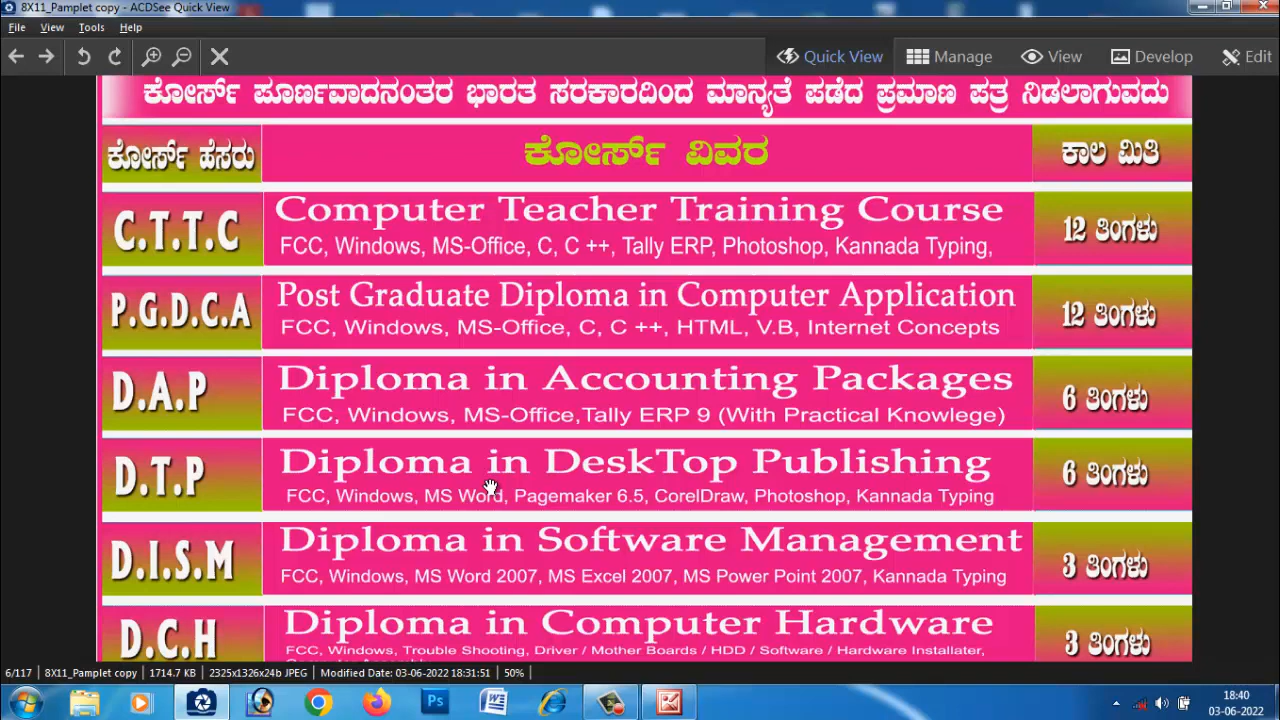 8X11_Pamplet copy - ACDSee Quick View
File View Tools Help
Quick View Manage View Develop Edit
ಕೋರ್ಸ್ ಪೂರ್ಣವಾದನಂತರ ಭಾರತ ಸರಕಾರದಿಂದ ಮಾನ್ಯತೆ ಪಡೆದ ಪ್ರಮಾಣ ಪತ್ರ ನಿಡಲಾಗುವದು
ಕೋರ್ಸ್ ಹೆಸರು ಕೋರ್ಸ್ ವಿವರ ಕಾಲ ಮಿತಿ
C.T.T.C Computer Teacher Training Course 12 ತಿಂಗಳು
FCC, Windows, MS-Office, C, C ++, Tally ERP, Photoshop, Kannada Typing,
P.G.D.C.A Post Graduate Diploma in Computer Application 12 ತಿಂಗಳು
FCC, Windows, MS-Office, C, C ++, HTML, V.B, Internet Concepts
D.A.P Diploma in Accounting Packages 6 ತಿಂಗಳು
FCC, Windows, MS-Office,Tally ERP 9 (With Practical Knowlege)
D.T.P Diploma in DeskTop Publishing 6 ತಿಂಗಳು
FCC, Windows, MS Word, Pagemaker 6.5, CorelDraw, Photoshop, Kannada Typing
D.I.S.M Diploma in Software Management 3 ತಿಂಗಳು
FCC, Windows, MS Word 2007, MS Excel 2007, MS Power Point 2007, Kannada Typing
D.C.H Diploma in Computer Hardware 3 ತಿಂಗಳು
FCC, Windows, Trouble Shooting, Driver / Mother Boards / HDD / Software / Hardware Installater,
6/117 8X11_Pamplet copy 1714.7 KB 2325x1326x24b JPEG Modified Date: 03-06-2022 18:31:51 50%
Ps
18:40
03-06-2022